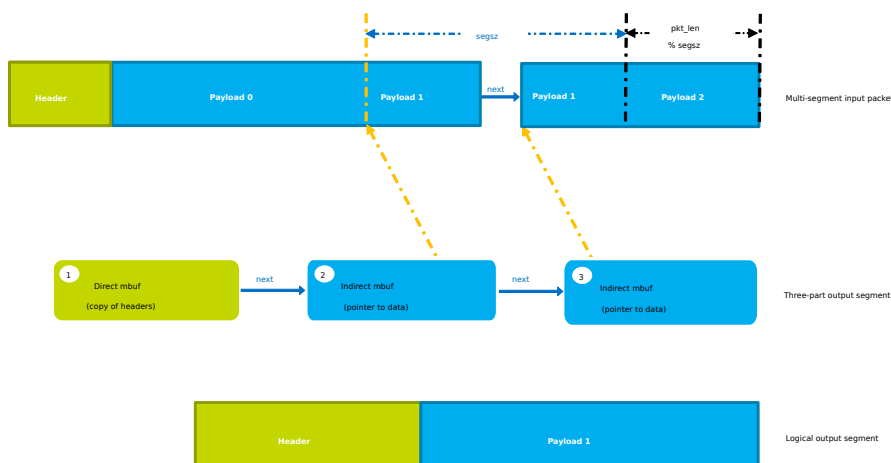 segsz
pkt_len
% segsz
Header
Payload 0
Payload 1
next
Payload 1
Payload 2
Multi-segment input packe
1
Direct mbuf
(copy of headers)
next
2
Indirect mbuf
(pointer to data)
next
3
Indirect mbuf
(pointer to data)
Three-part output segment
Header
Payload 1
Logical output segment